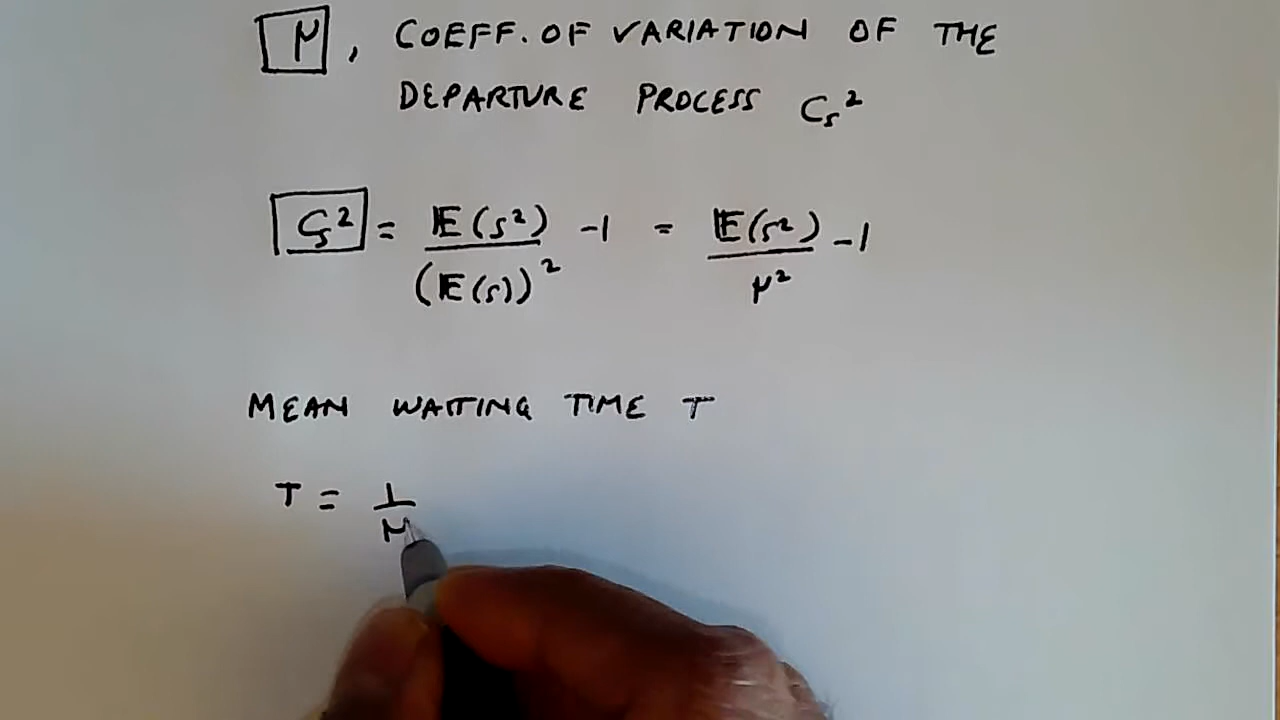 μ, COEFF. OF VARIATION OF THE
DEPARTURE PROCESS Cs²
Cs² = E(s²)/(E(s))² -1 = E(s²)/μ² -1
MEAN WAITING TIME T
T = 1/μ